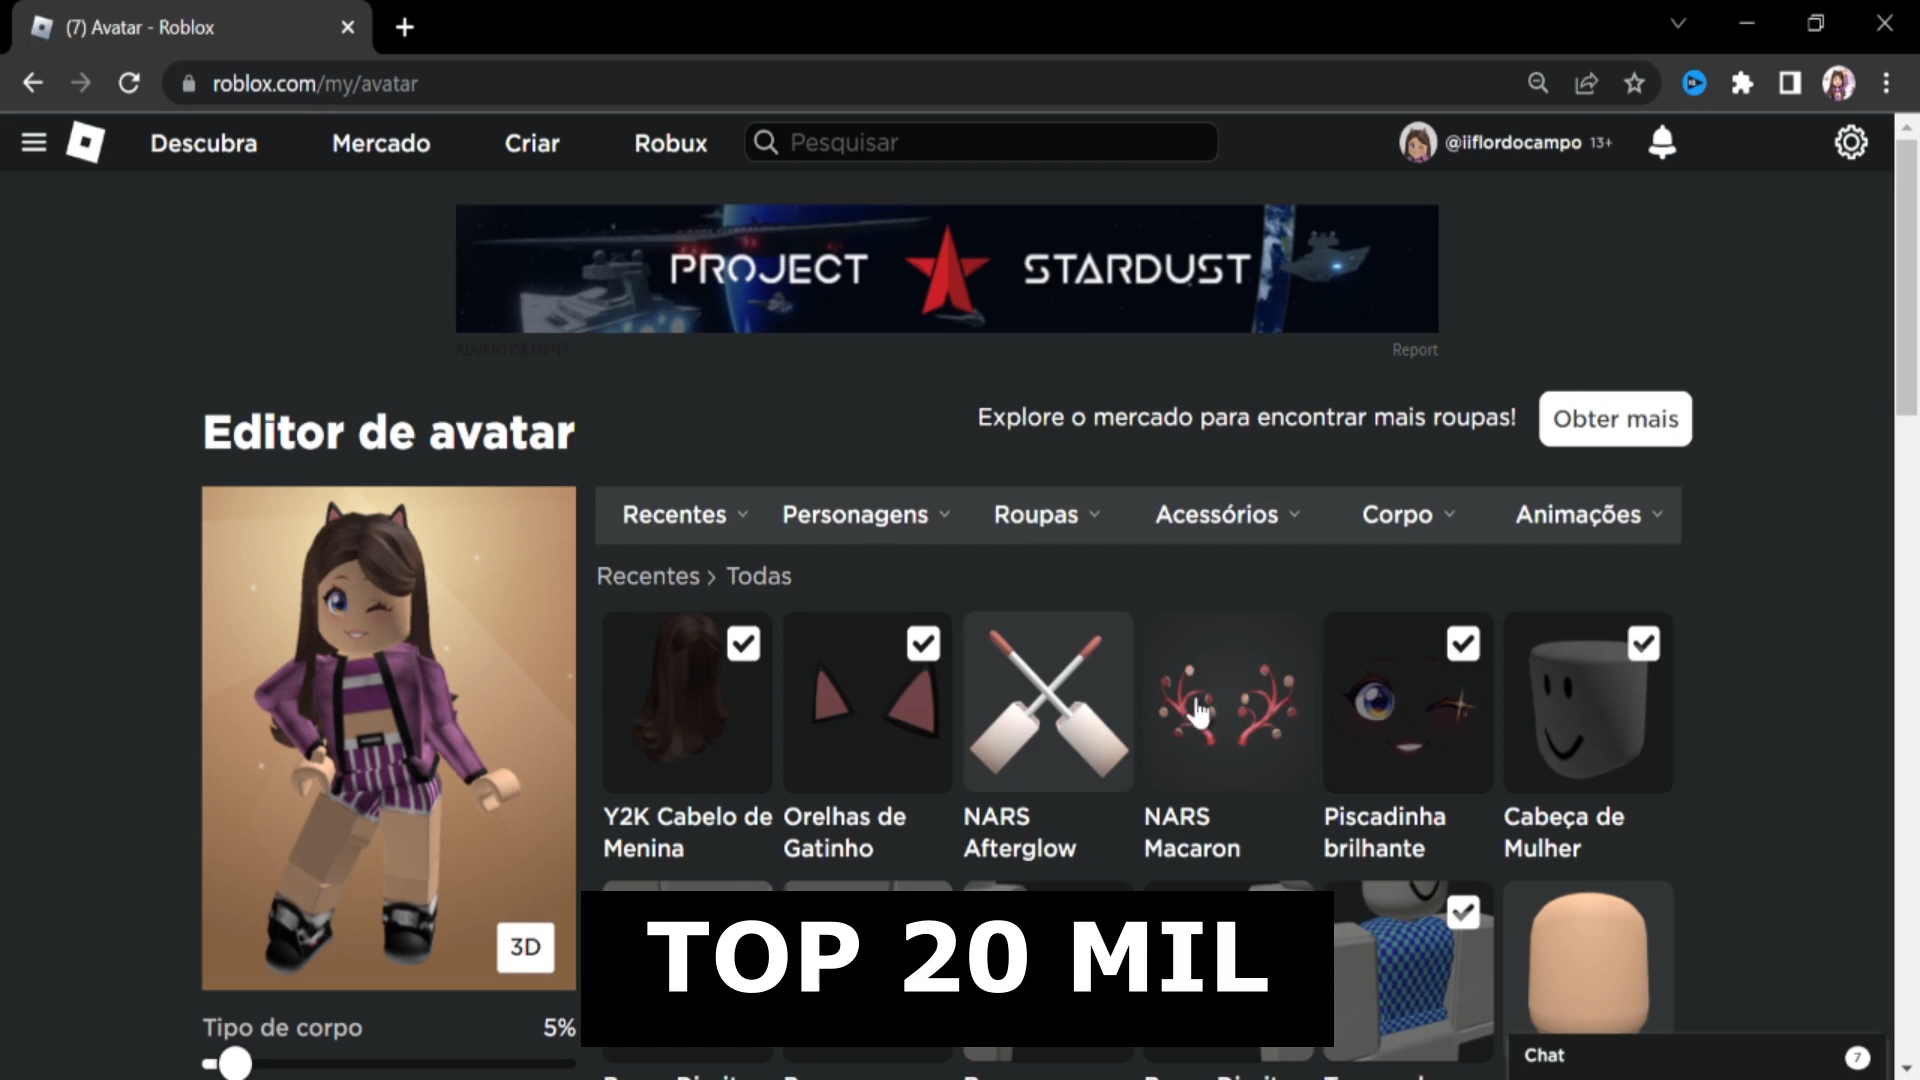 (7) Avatar - Roblox
roblox.com/my/avatar
Descubra Mercado Criar Robux Pesquisar @iiflordocampo 13+
PROJECT STARDUST
ADVERTISEMENT Report
Editor de avatar
Explore o mercado para encontrar mais roupas! Obter mais
Recentes Personagens Roupas Acessórios Corpo Animações
Recentes > Todas
Y2K Cabelo de Menina
Orelhas de Gatinho
NARS Afterglow
NARS Macaron
Piscadinha brilhante
Cabeça de Mulher
3D
TOP 20 MIL
Tipo de corpo 5%
Chat 7